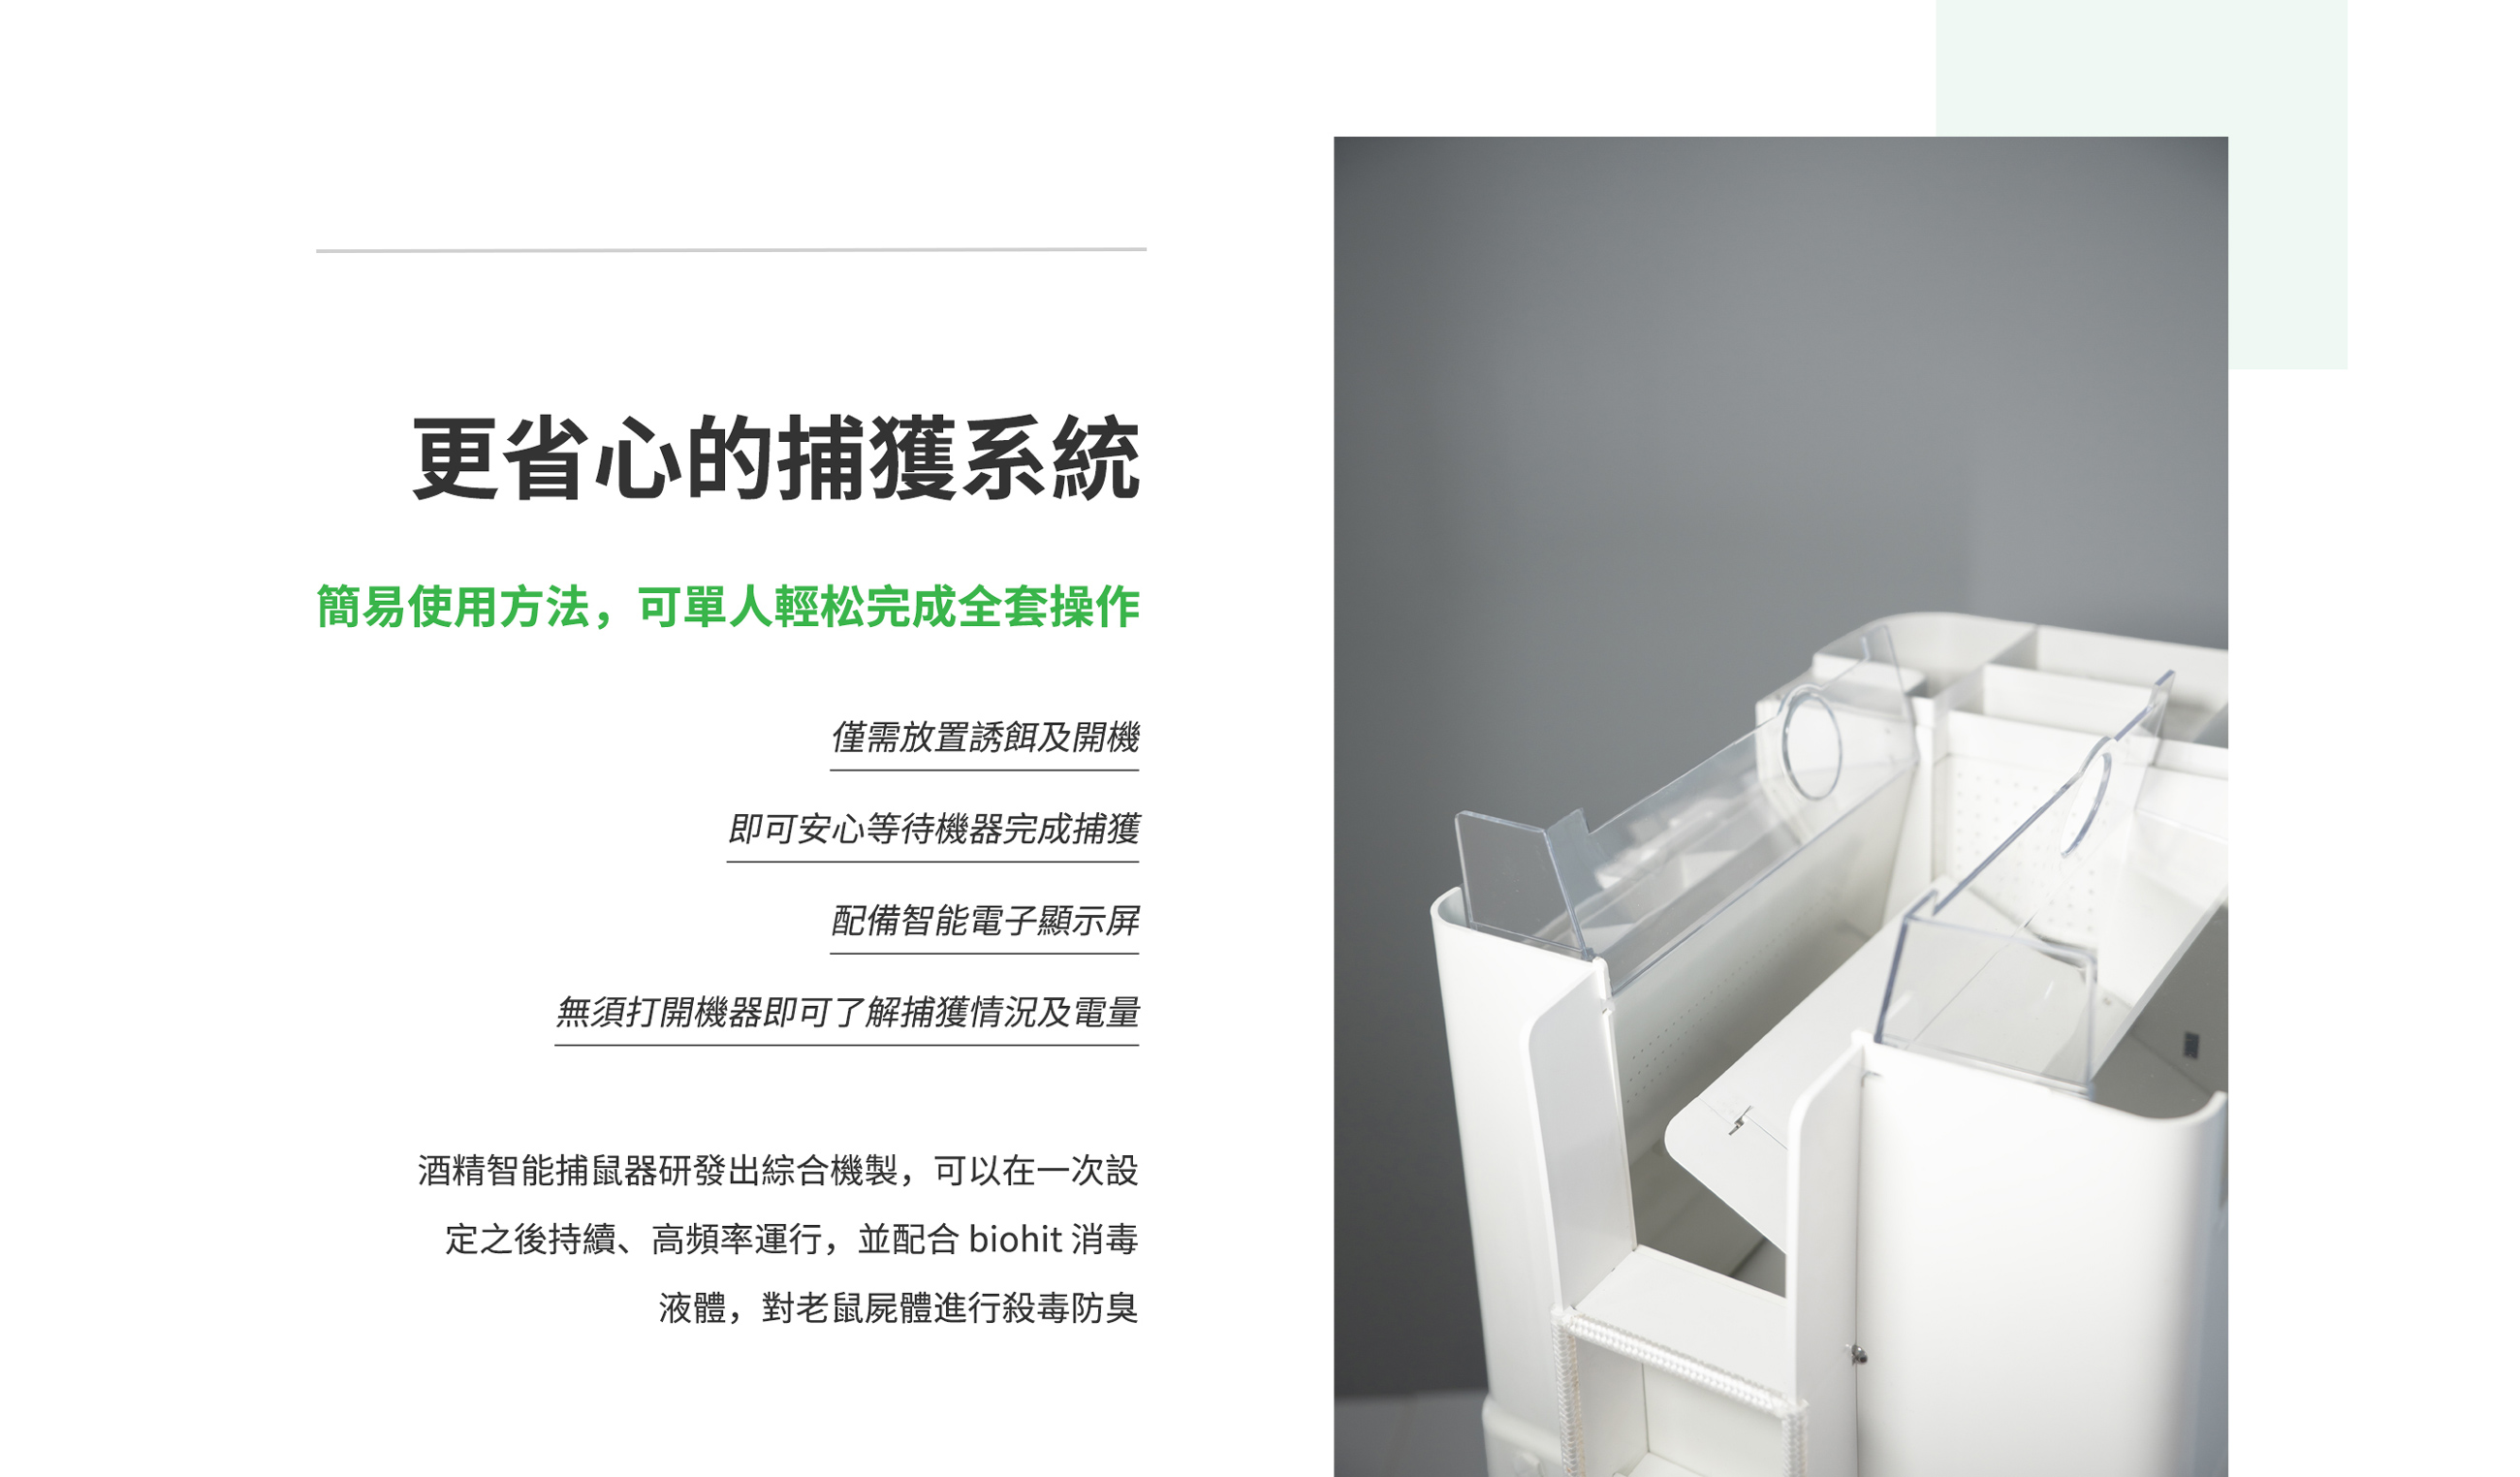 更省心的捕獲系統
簡易使用方法，可單人輕松完成全套操作
僅需放置誘餌及開機
即可安心等待機器完成捕獲
配備智能電子顯示屏
無須打開機器即可了解捕獲情況及電量
酒精智能捕鼠器研發出綜合機製，可以在一次設
定之後持續、高頻率運行，並配合 biohit 消毒
液體，對老鼠屍體進行殺毒防臭